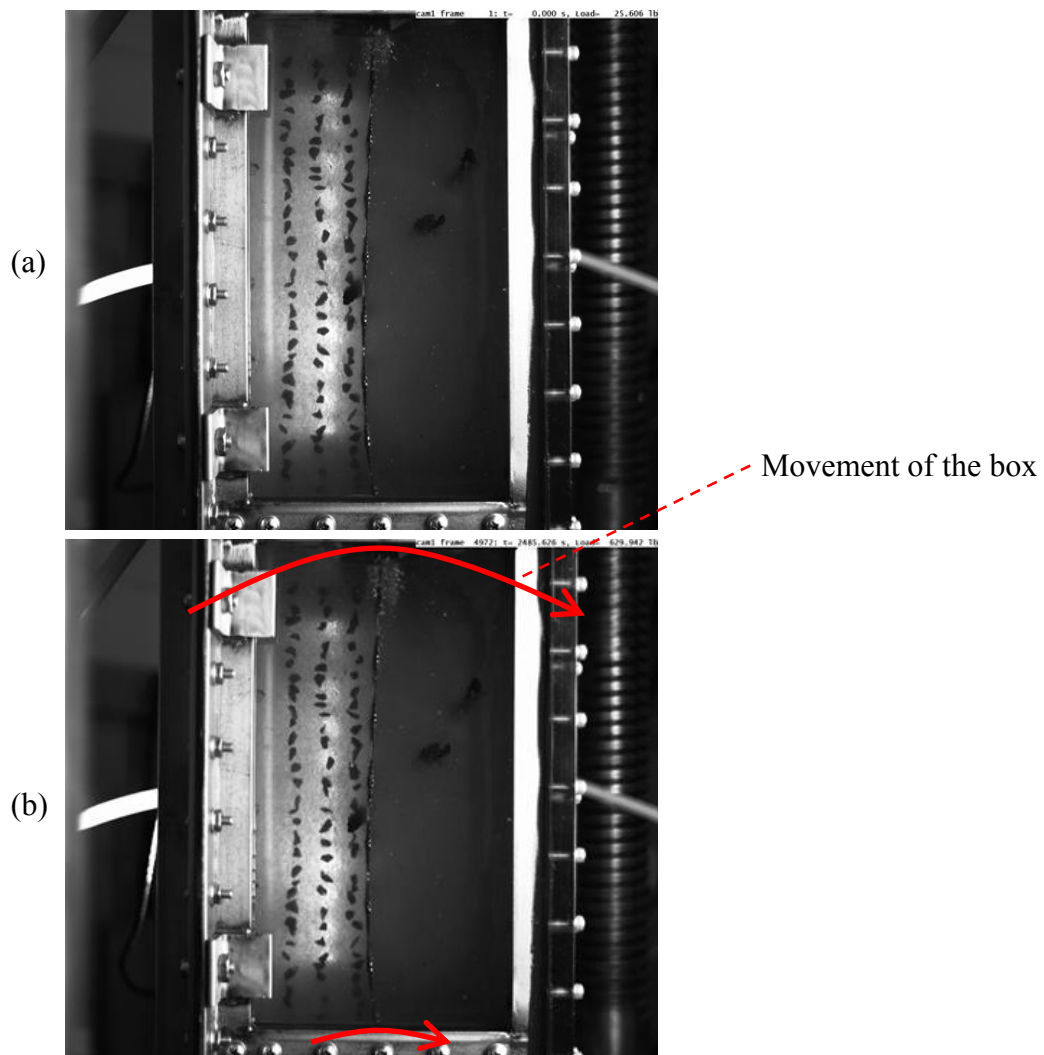 cam1 frame 1: t= 0.000 s, Load= 25.606 lb
(a)
Movement of the box
cam1 frame 4972: t= 2485.626 s, Load= 629.942 lb
(b)